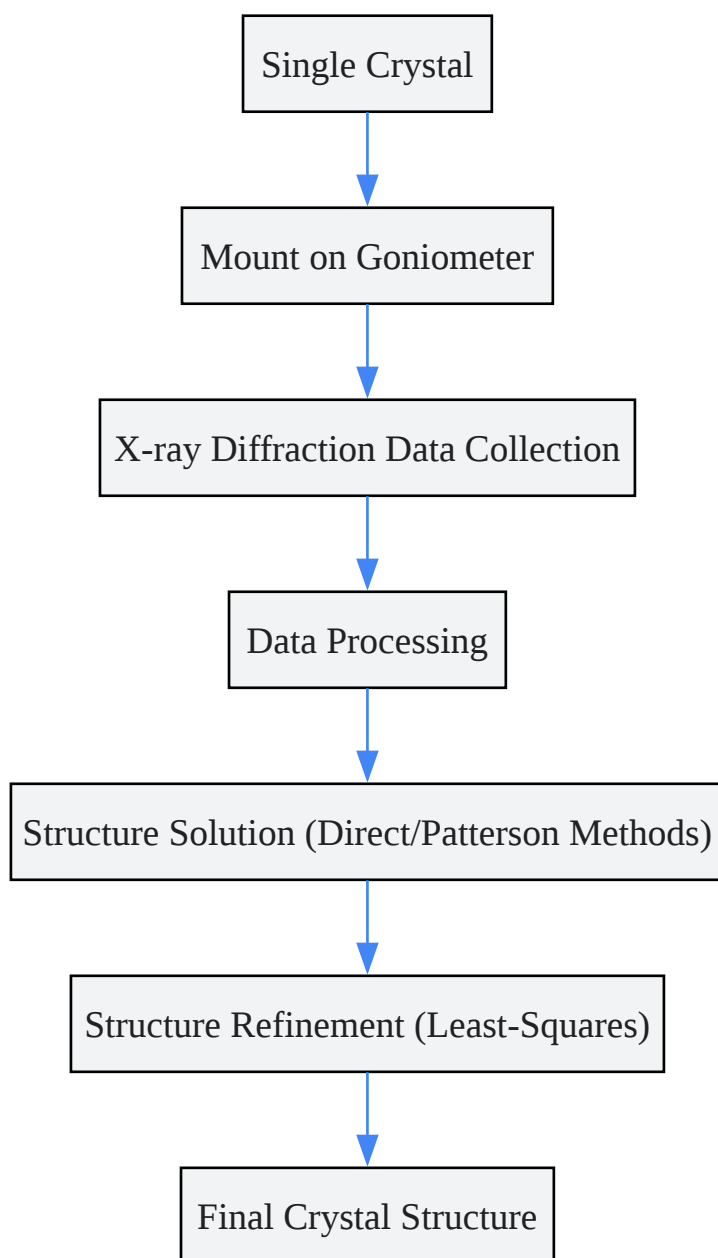 Single Crystal
Mount on Goniometer
X-ray Diffraction Data Collection
Data Processing
Structure Solution (Direct/Patterson Methods)
Structure Refinement (Least-Squares)
Final Crystal Structure